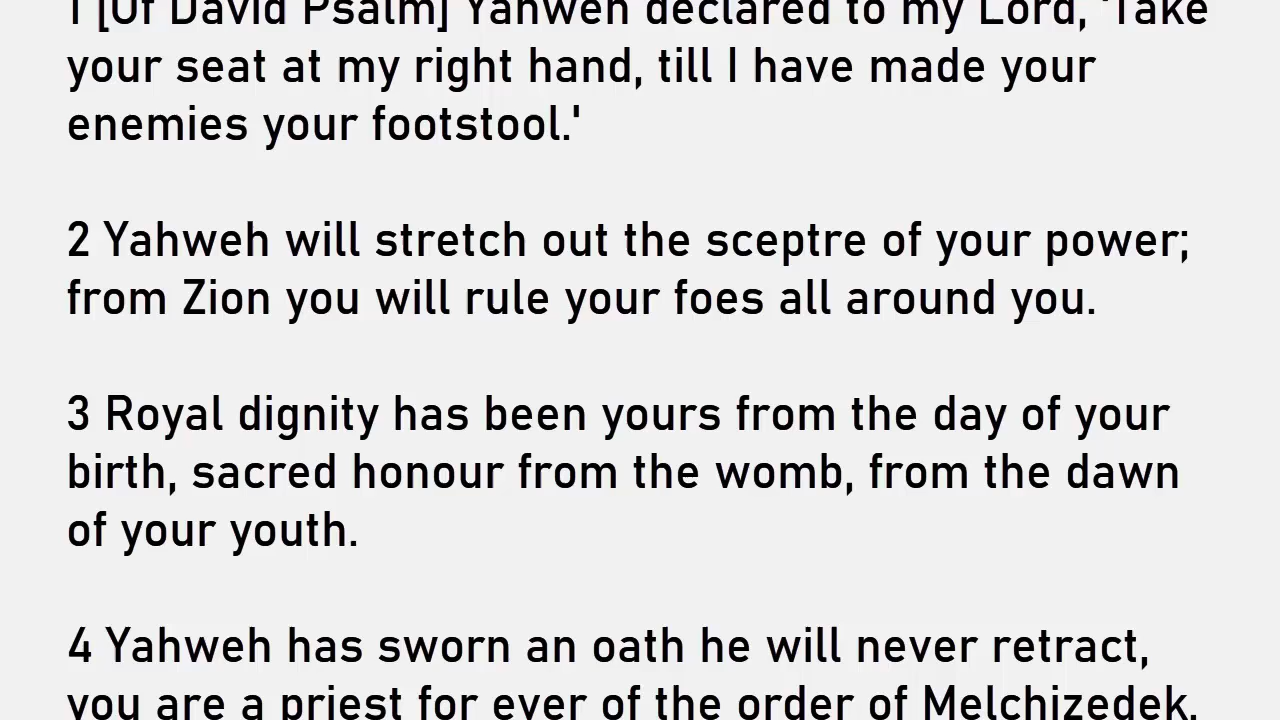 1 [Of David Psalm] Yahweh declared to my Lord, 'Take
your seat at my right hand, till I have made your
enemies your footstool.'
2 Yahweh will stretch out the sceptre of your power;
from Zion you will rule your foes all around you.
3 Royal dignity has been yours from the day of your
birth, sacred honour from the womb, from the dawn
of your youth.
4 Yahweh has sworn an oath he will never retract,
you are a priest for ever of the order of Melchizedek.